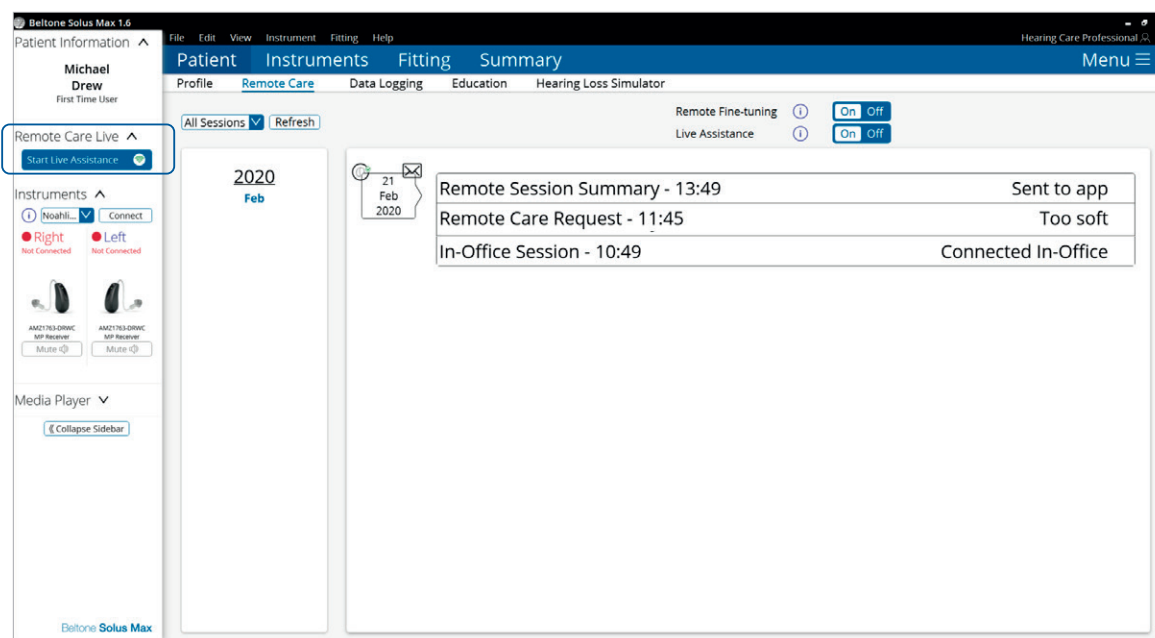 Beltone Solus Max 1.6
File Edit View Instrument Fitting Help
Hearing Care Professional
Patient Information
Michael
Drew
First Time User
Remote Care Live
Start Live Assistance
Instruments
Noahli... Connect
Right Left
Not Connected Not Connected
AMZ1763-DRWC AMZ1763-DRWC
MP Receiver MP Receiver
Mute Mute
Media Player
Collapse Sidebar
Beltone Solus Max
Patient Instruments Fitting Summary
Menu
Profile Remote Care Data Logging Education Hearing Loss Simulator
All Sessions Refresh
Remote Fine-tuning i On Off
Live Assistance i On Off
2020
Feb
21
Feb
2020
Remote Session Summary - 13:49 Sent to app
Remote Care Request - 11:45 Too soft
In-Office Session - 10:49 Connected In-Office